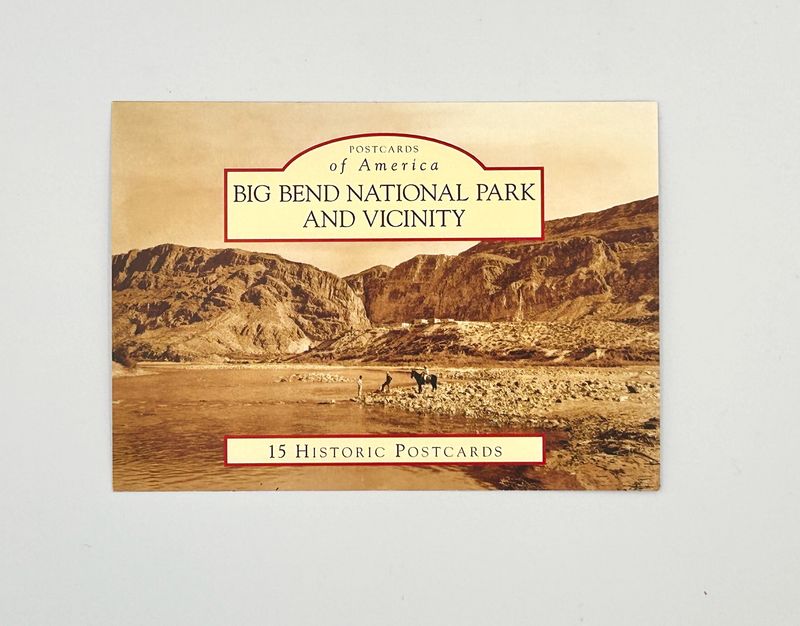 POSTCARDS
of America
BIG BEND NATIONAL PARK
AND VICINITY
15 HISTORIC POSTCARDS